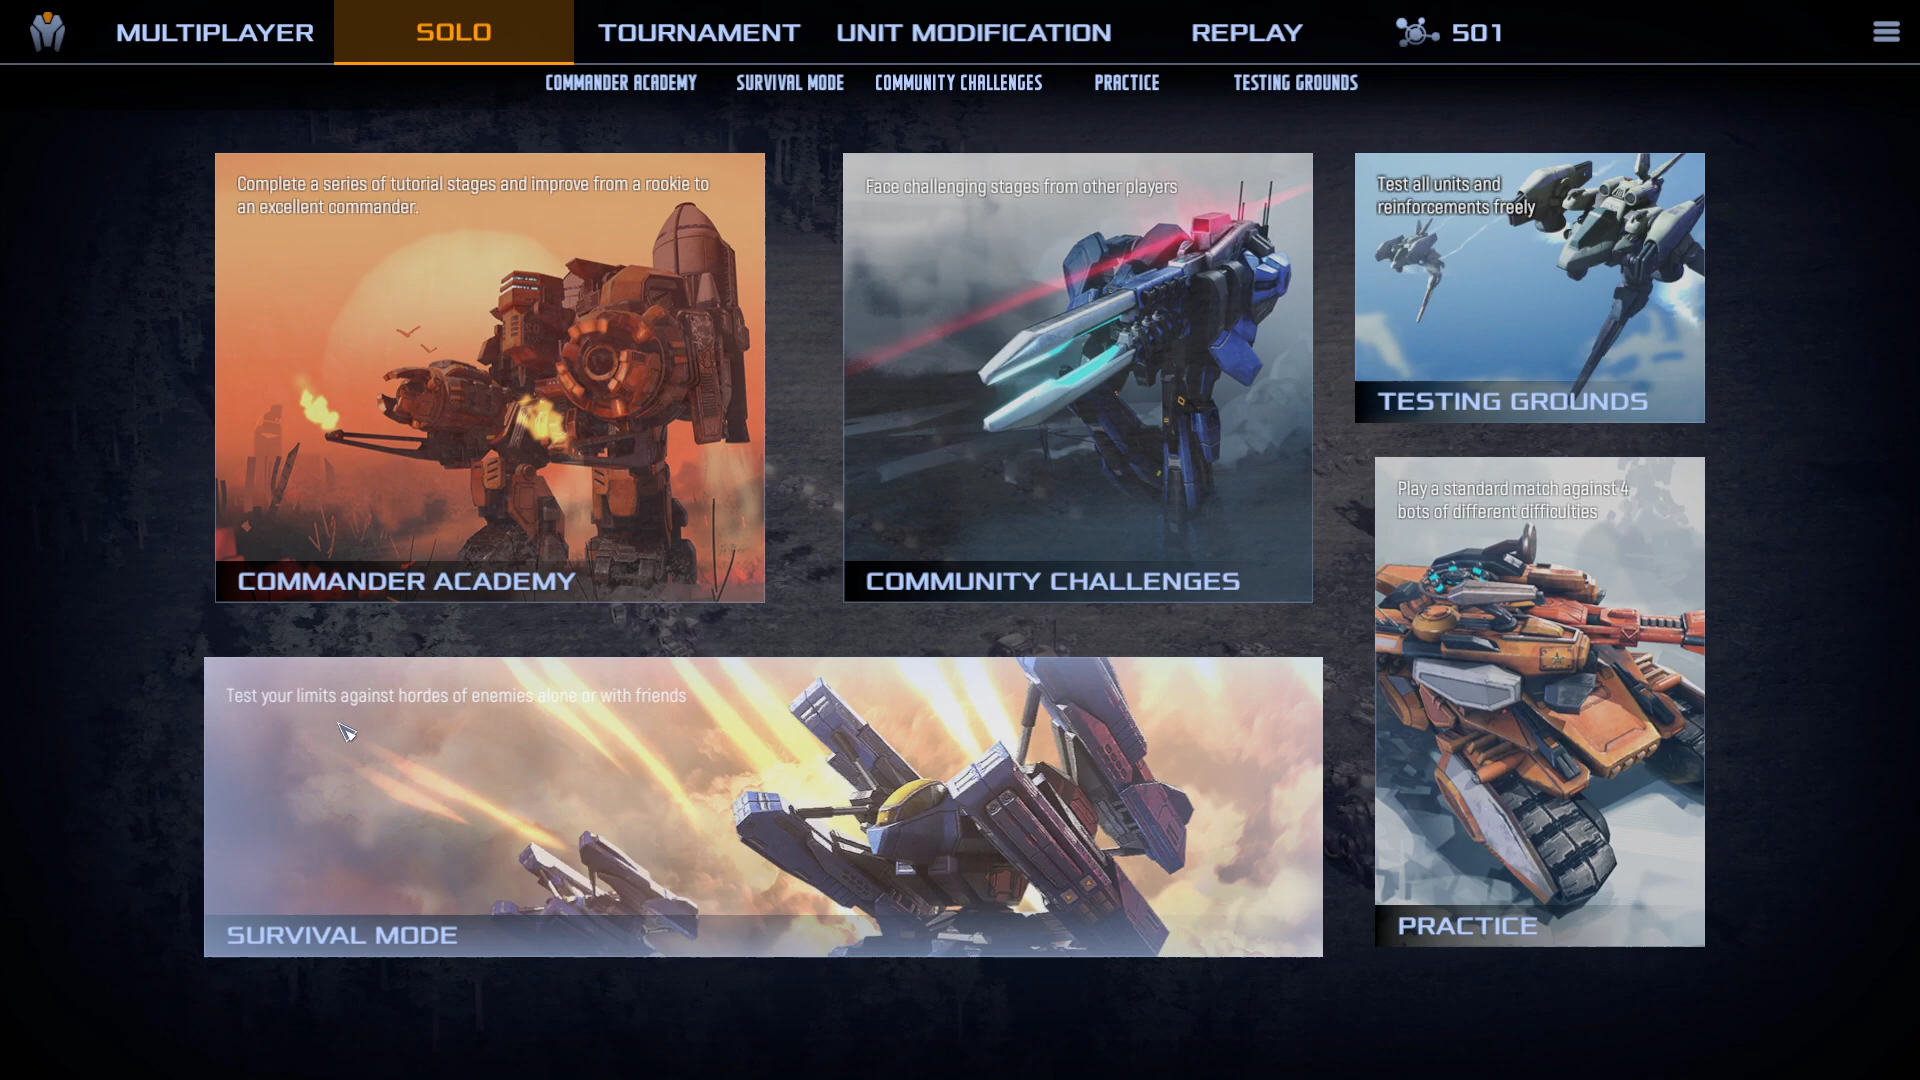 MULTIPLAYER
SOLO
TOURNAMENT
UNIT MODIFICATION
REPLAY
501
COMMANDER ACADEMY
SURVIVAL MODE
COMMUNITY CHALLENGES
PRACTICE
TESTING GROUNDS
Complete a series of tutorial stages and improve from a rookie to
an excellent commander.
COMMANDER ACADEMY
Face challenging stages from other players
COMMUNITY CHALLENGES
Test all units and
reinforcements freely
TESTING GROUNDS
Play a standard match against 4
bots of different difficulties
PRACTICE
Test your limits against hordes of enemies alone or with friends
SURVIVAL MODE